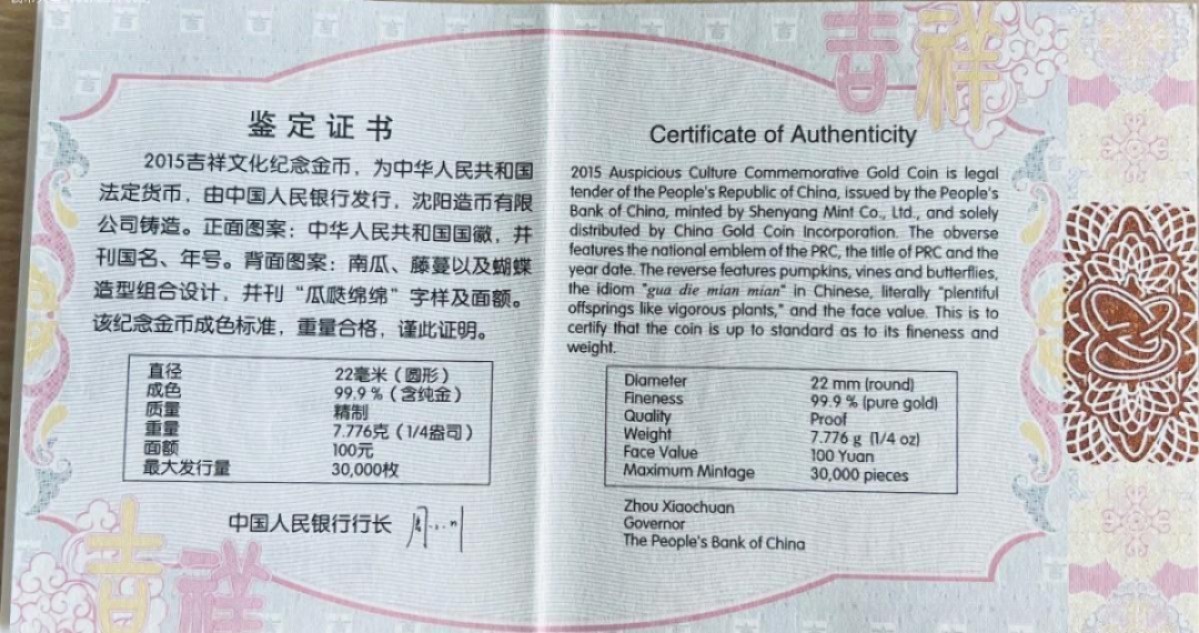 鉴定证书
2015吉祥文化纪念金币，为中华人民共和国
法定货币，由中国人民银行发行，沈阳造币有限
公司铸造。正面图案：中华人民共和国国徽，并
刊国名、年号。背面图案：南瓜、藤蔓以及蝴蝶
造型组合设计，并刊“瓜瓞绵绵”字样及面额。
该纪念金币成色标准，重量合格，谨此证明。
直径 22毫米（圆形）
成色 99.9％（含纯金）
质量 精制
重量 7.776克（1/4盎司）
面额 100元
最大发行量 30,000枚
中国人民银行行长
Certificate of Authenticity
2015 Auspicious Culture Commemorative Gold Coin is legal
tender of the People's Republic of China, issued by the People's
Bank of China, minted by Shenyang Mint Co., Ltd., and solely
distributed by China Gold Coin Incorporation. The obverse
features the national emblem of the PRC, the title of PRC and the
year date. The reverse features pumpkins, vines and butterflies,
the idiom "gua die mian mian" in Chinese, literally "plentiful
offsprings like vigorous plants," and the face value. This is to
certify that the coin is up to standard as to its fineness and
weight.
Diameter 22 mm (round)
Fineness 99.9 % (pure gold)
Quality Proof
Weight 7.776 g (1/4 oz)
Face Value 100 Yuan
Maximum Mintage 30,000 pieces
Zhou Xiaochuan
Governor
The People's Bank of China
吉祥
吉祥